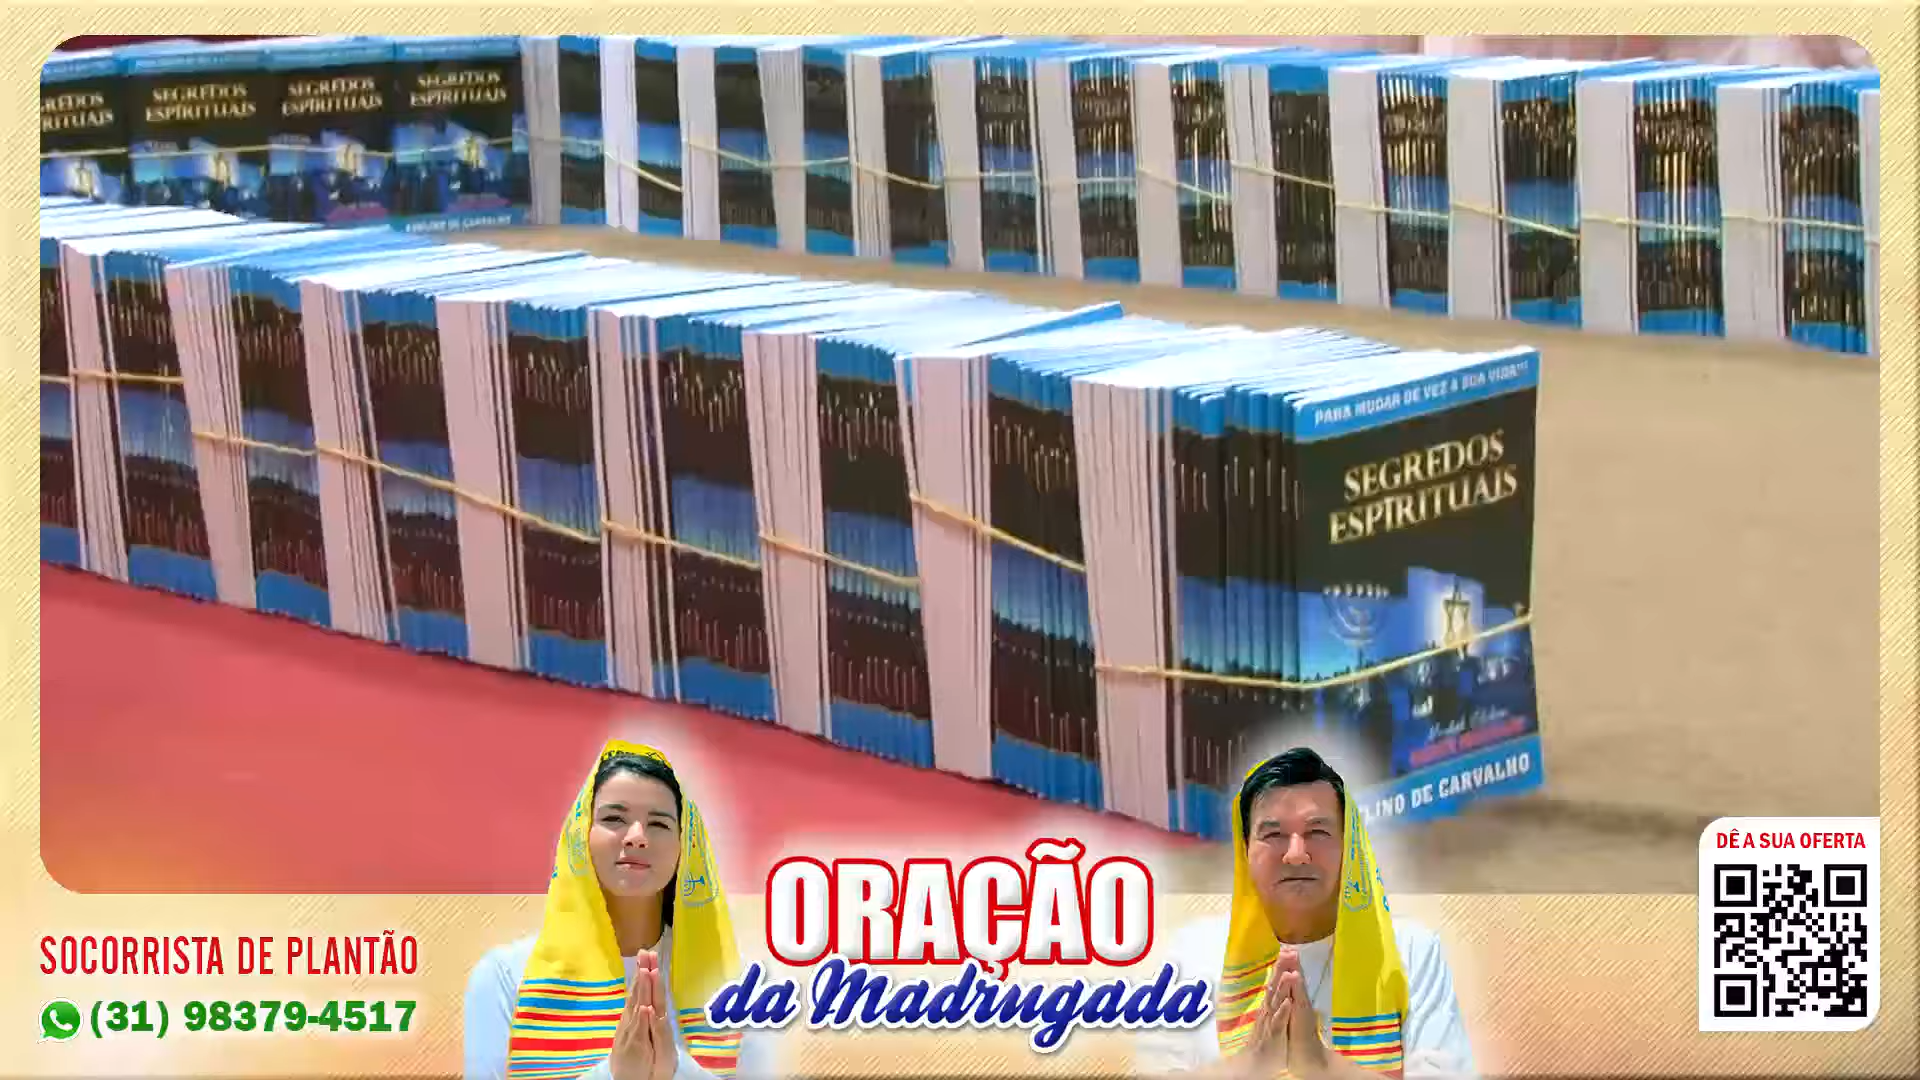 SEGREDOS
ESPIRITUAIS
SEGREDOS
ESPIRITUAIS
SEGREDOS
ESPIRITUAIS
PARA MUDAR DE VEZ A SUA VIDA!!!
SEGREDOS
ESPIRITUAIS
LINO DE CARVALHO
DÊ A SUA OFERTA
ORAÇÃO
da Madrugada
SOCORRISTA DE PLANTÃO
(31) 98379-4517